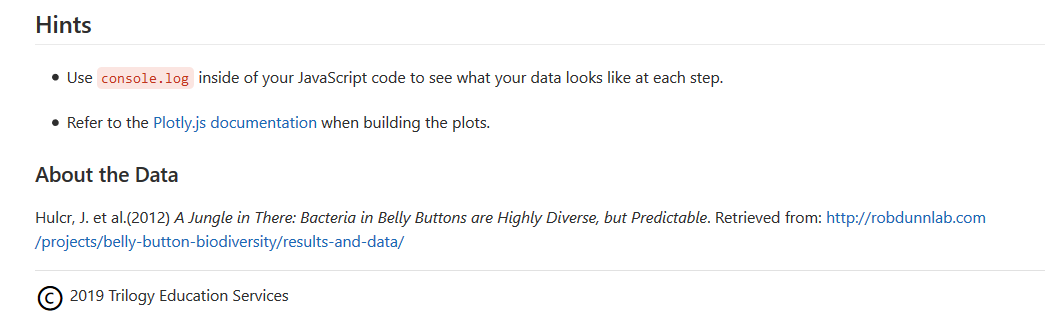 Hints
• Use console.log inside of your JavaScript code to see what your data looks like at each step.
• Refer to the Plotly.js documentation when building the plots.
About the Data
Hulcr, J. et al.(2012) A Jungle in There: Bacteria in Belly Buttons are Highly Diverse, but Predictable. Retrieved from: http://robdunnlab.com
/projects/belly-button-biodiversity/results-and-data/
© 2019 Trilogy Education Services